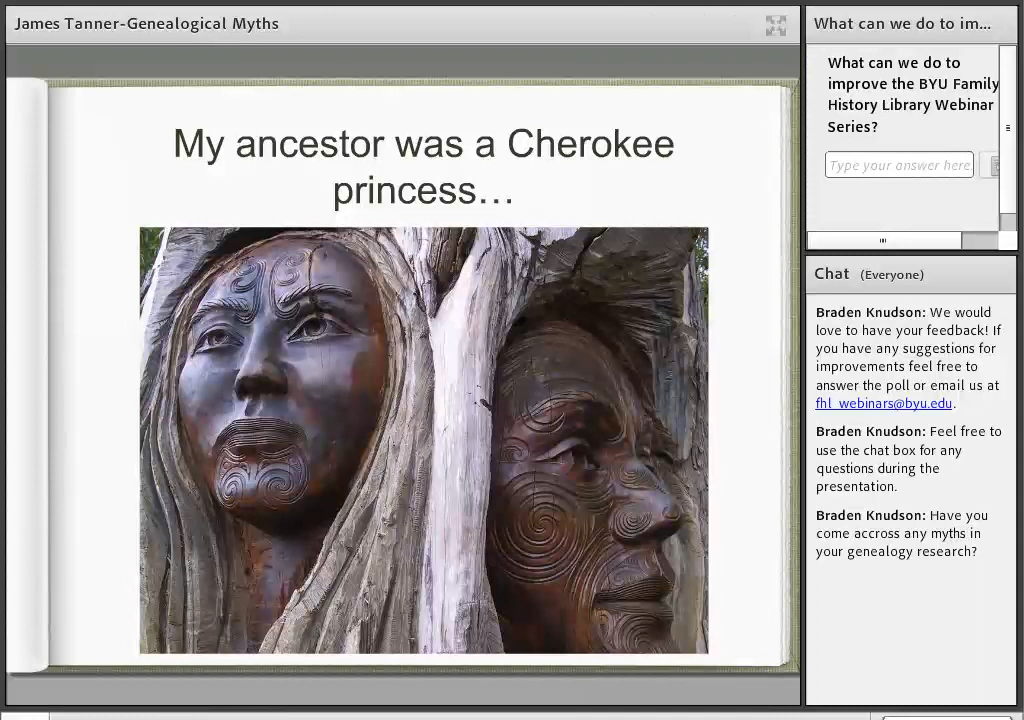 James Tanner-Genealogical Myths
My ancestor was a Cherokee
princess…
What can we do to im...
What can we do to
improve the BYU Family
History Library Webinar
Series?
Type your answer here
Chat (Everyone)
Braden Knudson: We would
love to have your feedback! If
you have any suggestions for
improvements feel free to
answer the poll or email us at
fhl_webinars@byu.edu.
Braden Knudson: Feel free to
use the chat box for any
questions during the
presentation.
Braden Knudson: Have you
come accross any myths in
your genealogy research?